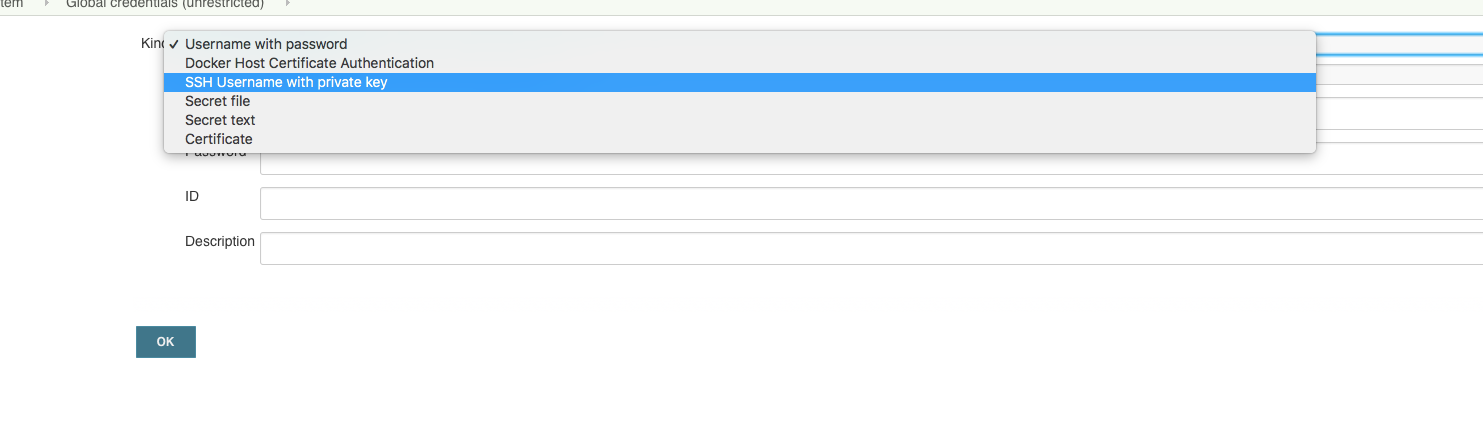 tem Global credentials (unrestricted)
Kind ✓ Username with password
Docker Host Certificate Authentication
SSH Username with private key
Secret file
Secret text
Certificate
Password
ID
Description
OK